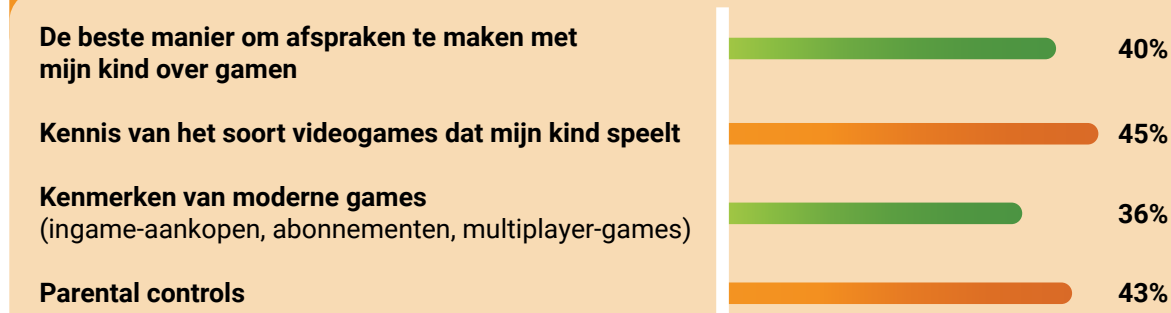 De beste manier om afspraken te maken met
mijn kind over gamen
40%
Kennis van het soort videogames dat mijn kind speelt
45%
Kenmerken van moderne games
(ingame-aankopen, abonnementen, multiplayer-games)
36%
Parental controls
43%